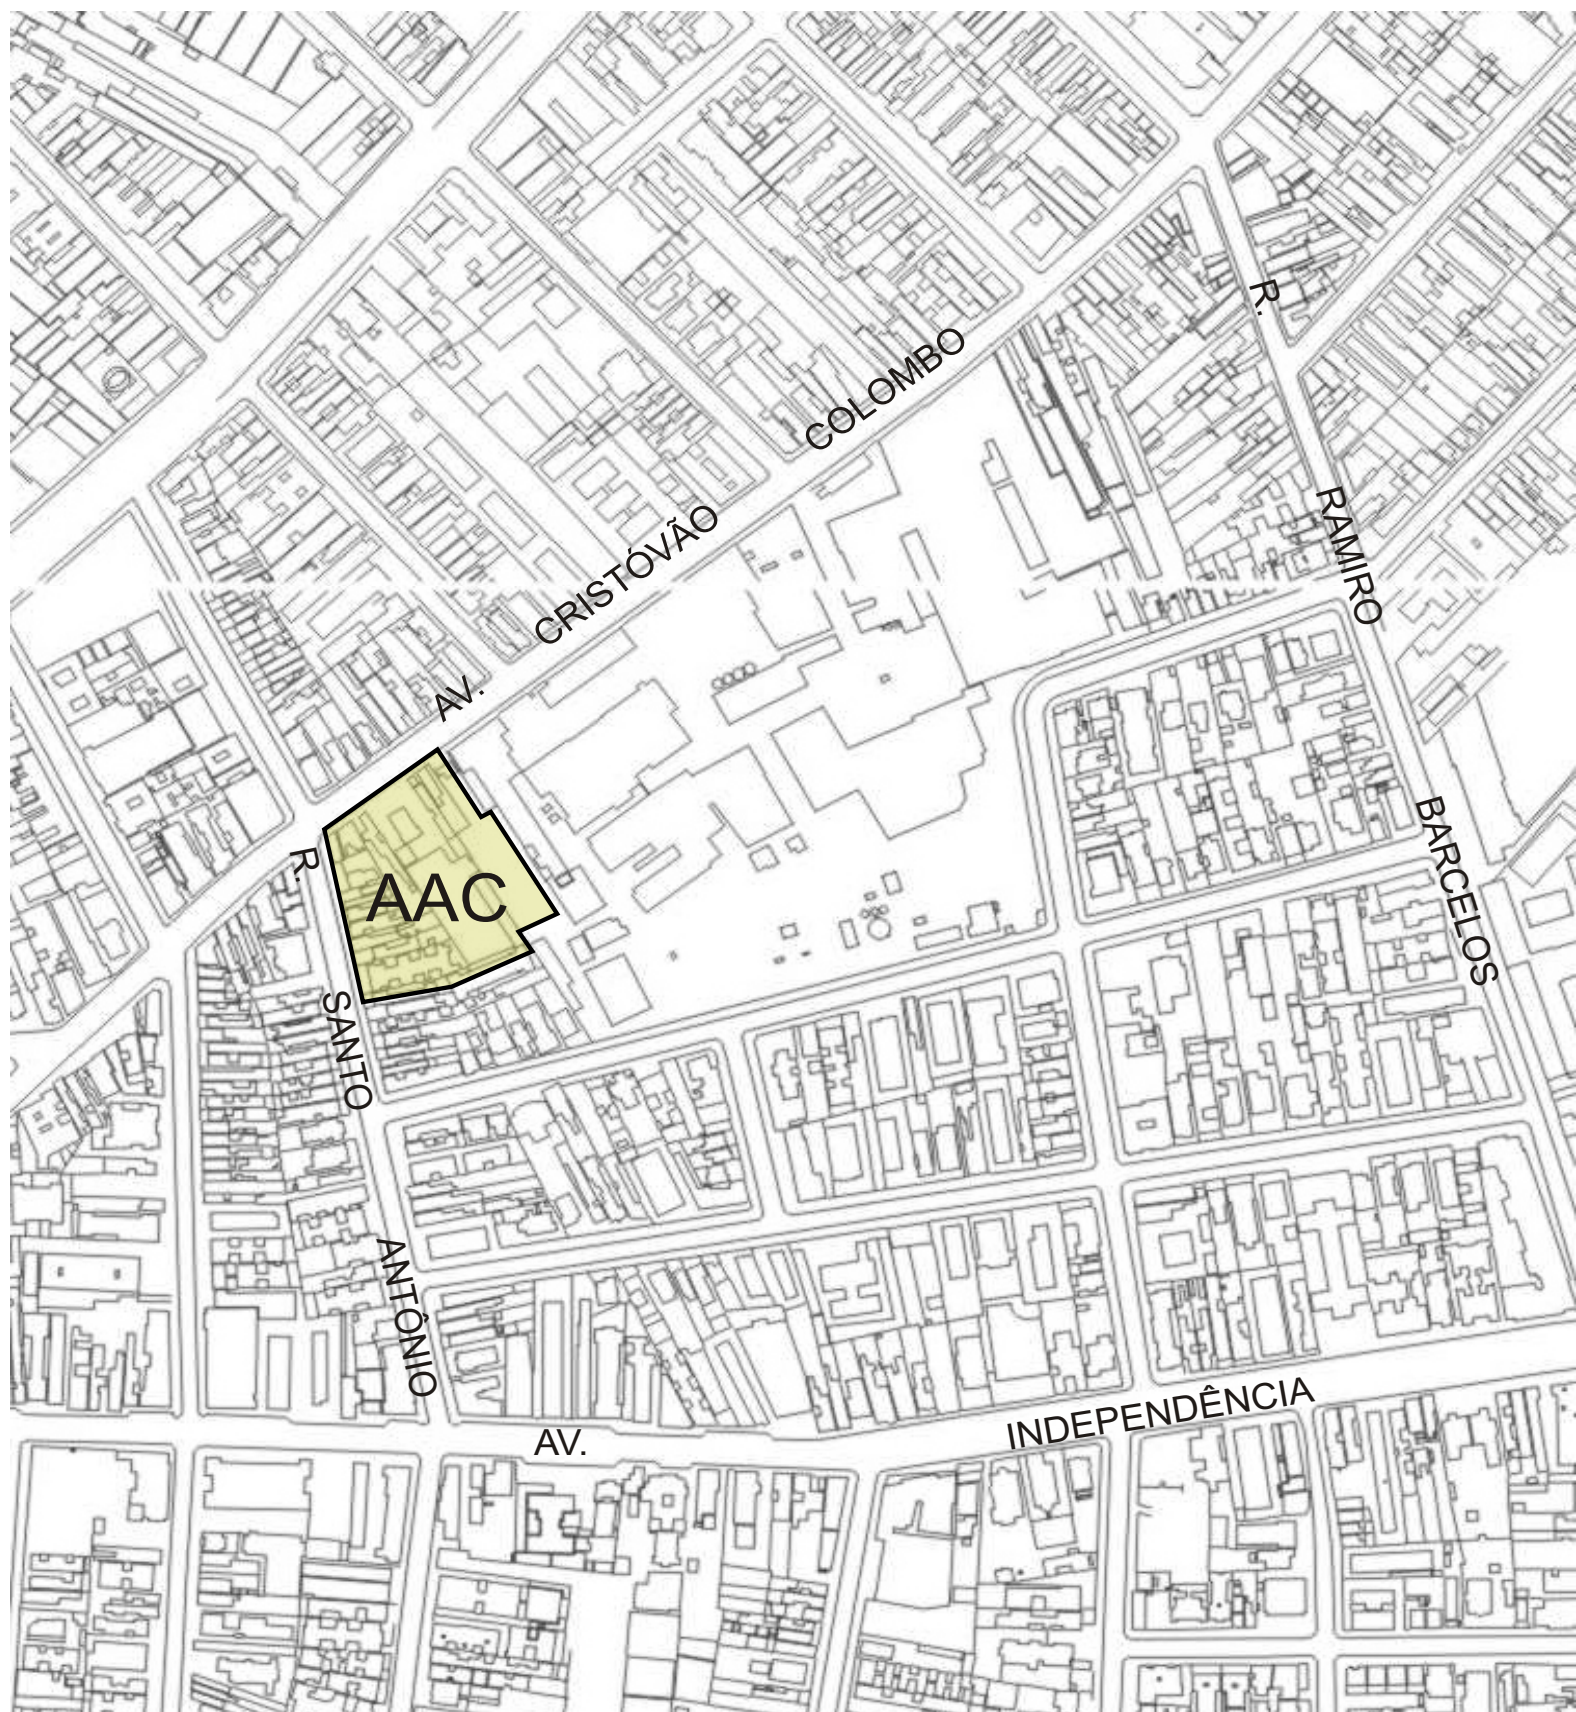 AV. CRISTÓVÃO COLOMBO
R. RAMIRO BARCELOS
AAC
R. SANTO ANTÔNIO
AV. INDEPENDÊNCIA